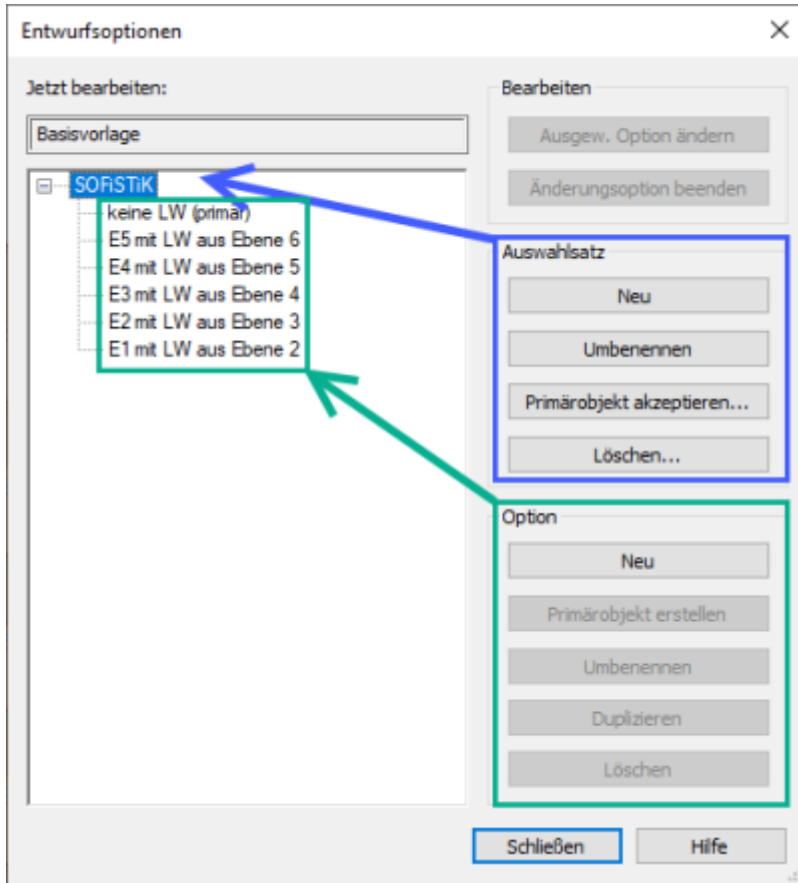 Entwurfsoptionen
Jetzt bearbeiten:
Basisvorlage
SOFiSTiK
keine LW (primär)
E5 mit LW aus Ebene 6
E4 mit LW aus Ebene 5
E3 mit LW aus Ebene 4
E2 mit LW aus Ebene 3
E1 mit LW aus Ebene 2
Bearbeiten
Ausgew. Option ändern
Änderungsoption beenden
Auswahlsatz
Neu
Umbenennen
Primärobjekt akzeptieren...
Löschen...
Option
Neu
Primärobjekt erstellen
Umbenennen
Duplizieren
Löschen
Schließen
Hilfe